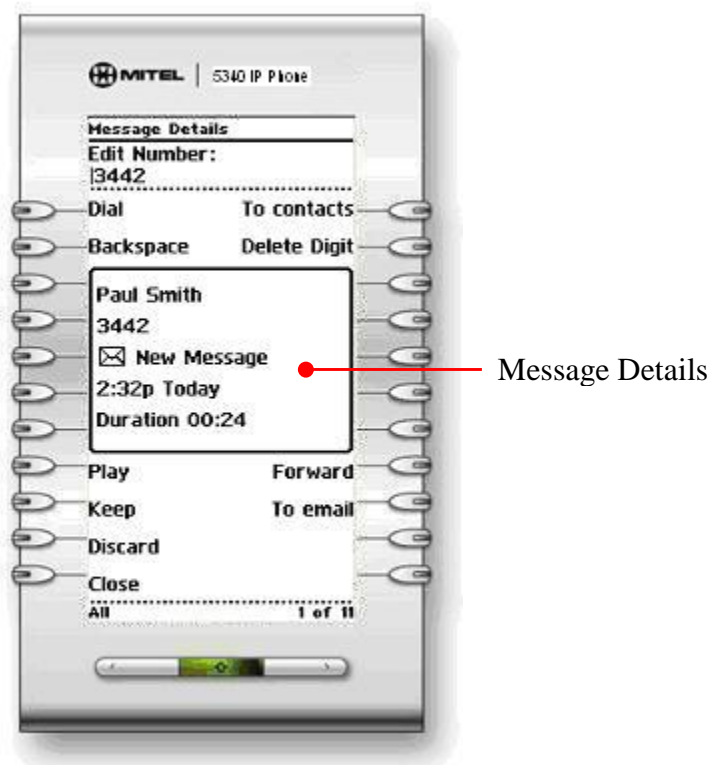 MITEL | 5340 IP Phone
Message Details
Edit Number:
3442
Dial To contacts
Backspace Delete Digit
Paul Smith
3442
New Message
2:32p Today
Duration 00:24
Message Details
Play Forward
Keep To email
Discard
Close
All 1 of 11